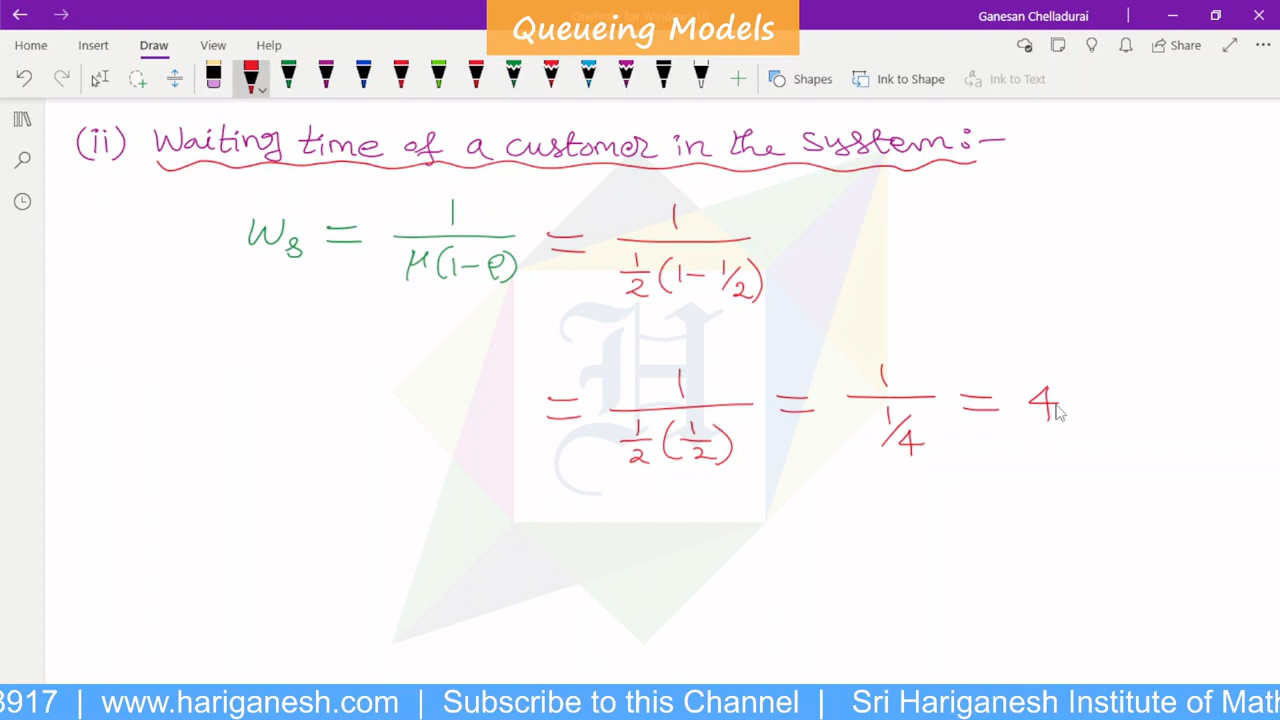 Queueing Models
Ganesan Chelladurai
Home Insert Draw View Help
Share
Shapes
Ink to Shape
Ink to Text
(ii) Waiting time of a customer in the system:-
Ws = 1/μ(1-ρ) = 1/(1/2 (1 - 1/2))
= 1/(1/2 (1/2)) = 1/(1/4) = 4
H
3917 | www.hariganesh.com | Subscribe to this Channel | Sri Hariganesh Institute of Math